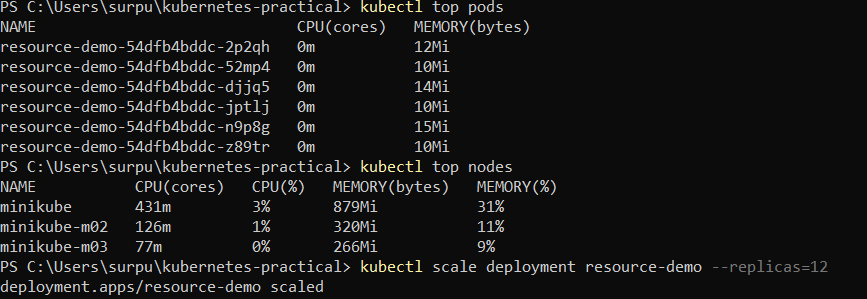 PS C:\Users\surpu\kubernetes-practical> kubectl top pods
NAME CPU(cores) MEMORY(bytes)
resource-demo-54dfb4bddc-2p2qh 0m 12Mi
resource-demo-54dfb4bddc-52mp4 0m 10Mi
resource-demo-54dfb4bddc-djjq5 0m 14Mi
resource-demo-54dfb4bddc-jptlj 0m 10Mi
resource-demo-54dfb4bddc-n9p8g 0m 15Mi
resource-demo-54dfb4bddc-z89tr 0m 10Mi
PS C:\Users\surpu\kubernetes-practical> kubectl top nodes
NAME CPU(cores) CPU(%) MEMORY(bytes) MEMORY(%)
minikube 431m 3% 879Mi 31%
minikube-m02 126m 1% 320Mi 11%
minikube-m03 77m 0% 266Mi 9%
PS C:\Users\surpu\kubernetes-practical> kubectl scale deployment resource-demo --replicas=12
deployment.apps/resource-demo scaled